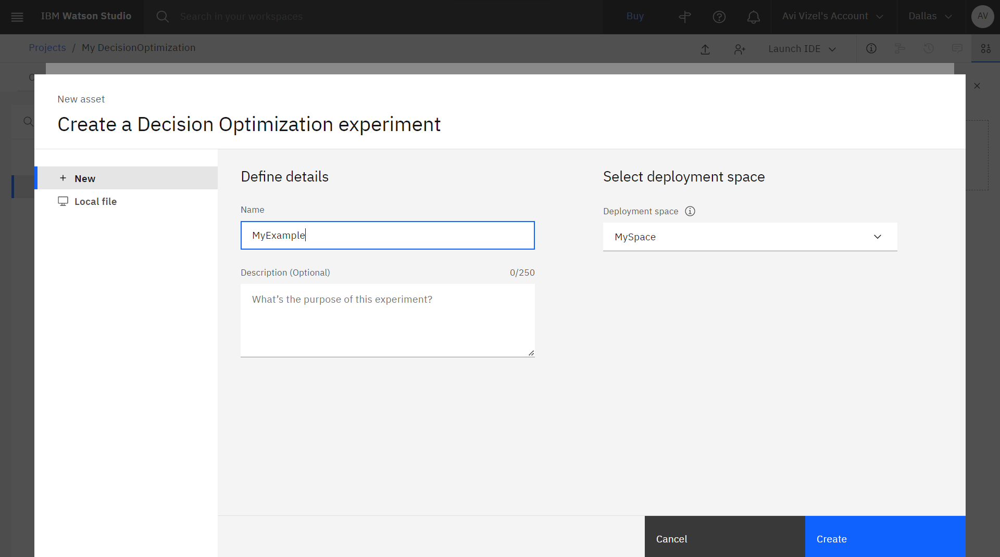 IBM Watson Studio
Search in your workspaces
Buy
Avi Vizel's Account
Dallas
AV
Projects / My DecisionOptimization
Launch IDE
New asset
Create a Decision Optimization experiment
New
Local file
Define details
Name
MyExample
Description (Optional)
0/250
What’s the purpose of this experiment?
Select deployment space
Deployment space
MySpace
Cancel
Create